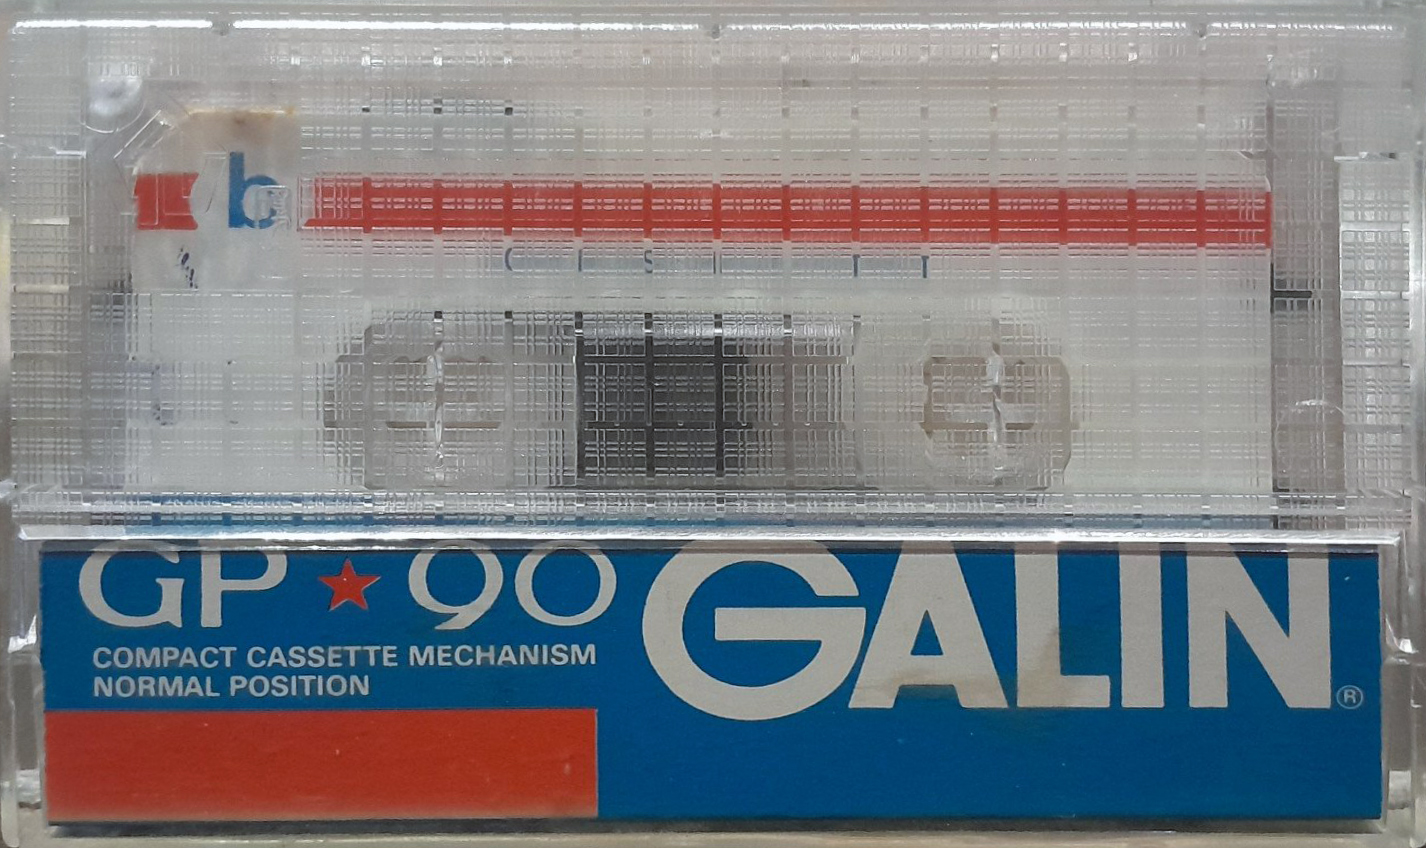 b
GP★90
COMPACT CASSETTE MECHANISM
NORMAL POSITION
GALIN®